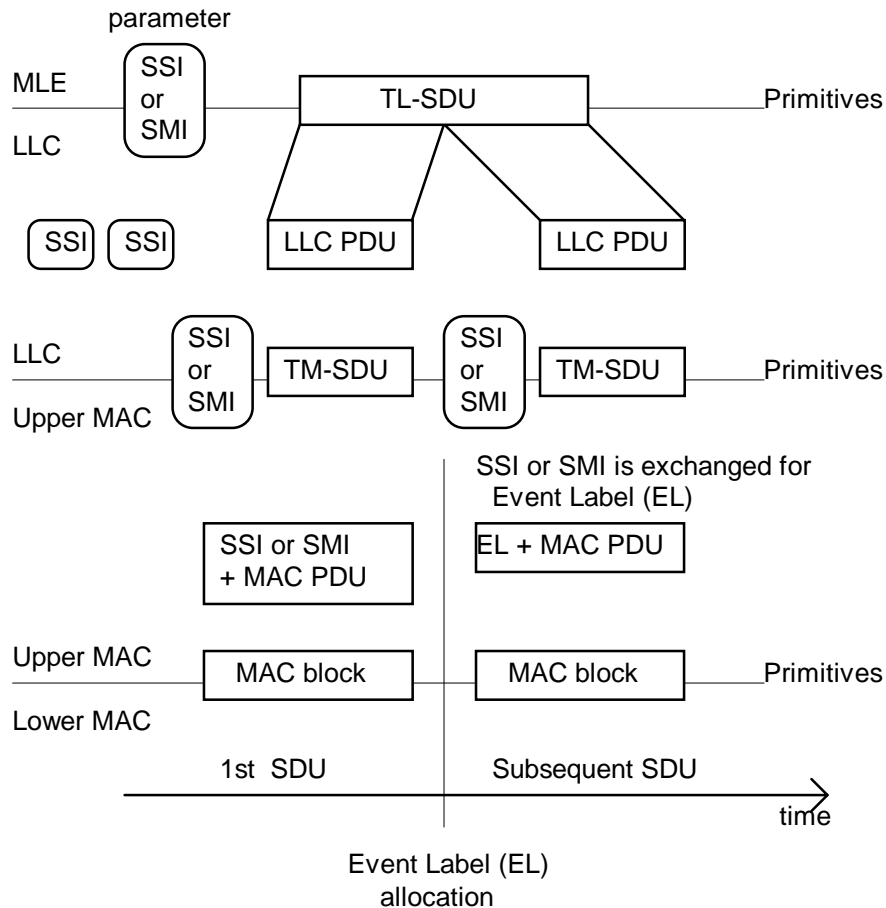 parameter
SSI
or
SMI
MLE
TL-SDU
Primitives
LLC
SSI
SSI
LLC PDU
LLC PDU
SSI
or
SMI
SSI
or
SMI
LLC
TM-SDU
TM-SDU
Primitives
Upper MAC
SSI or SMI is exchanged for
Event Label (EL)
SSI or SMI
+ MAC PDU
EL + MAC PDU
Upper MAC
MAC block
MAC block
Primitives
Lower MAC
1st SDU
Subsequent SDU
time
Event Label (EL)
allocation